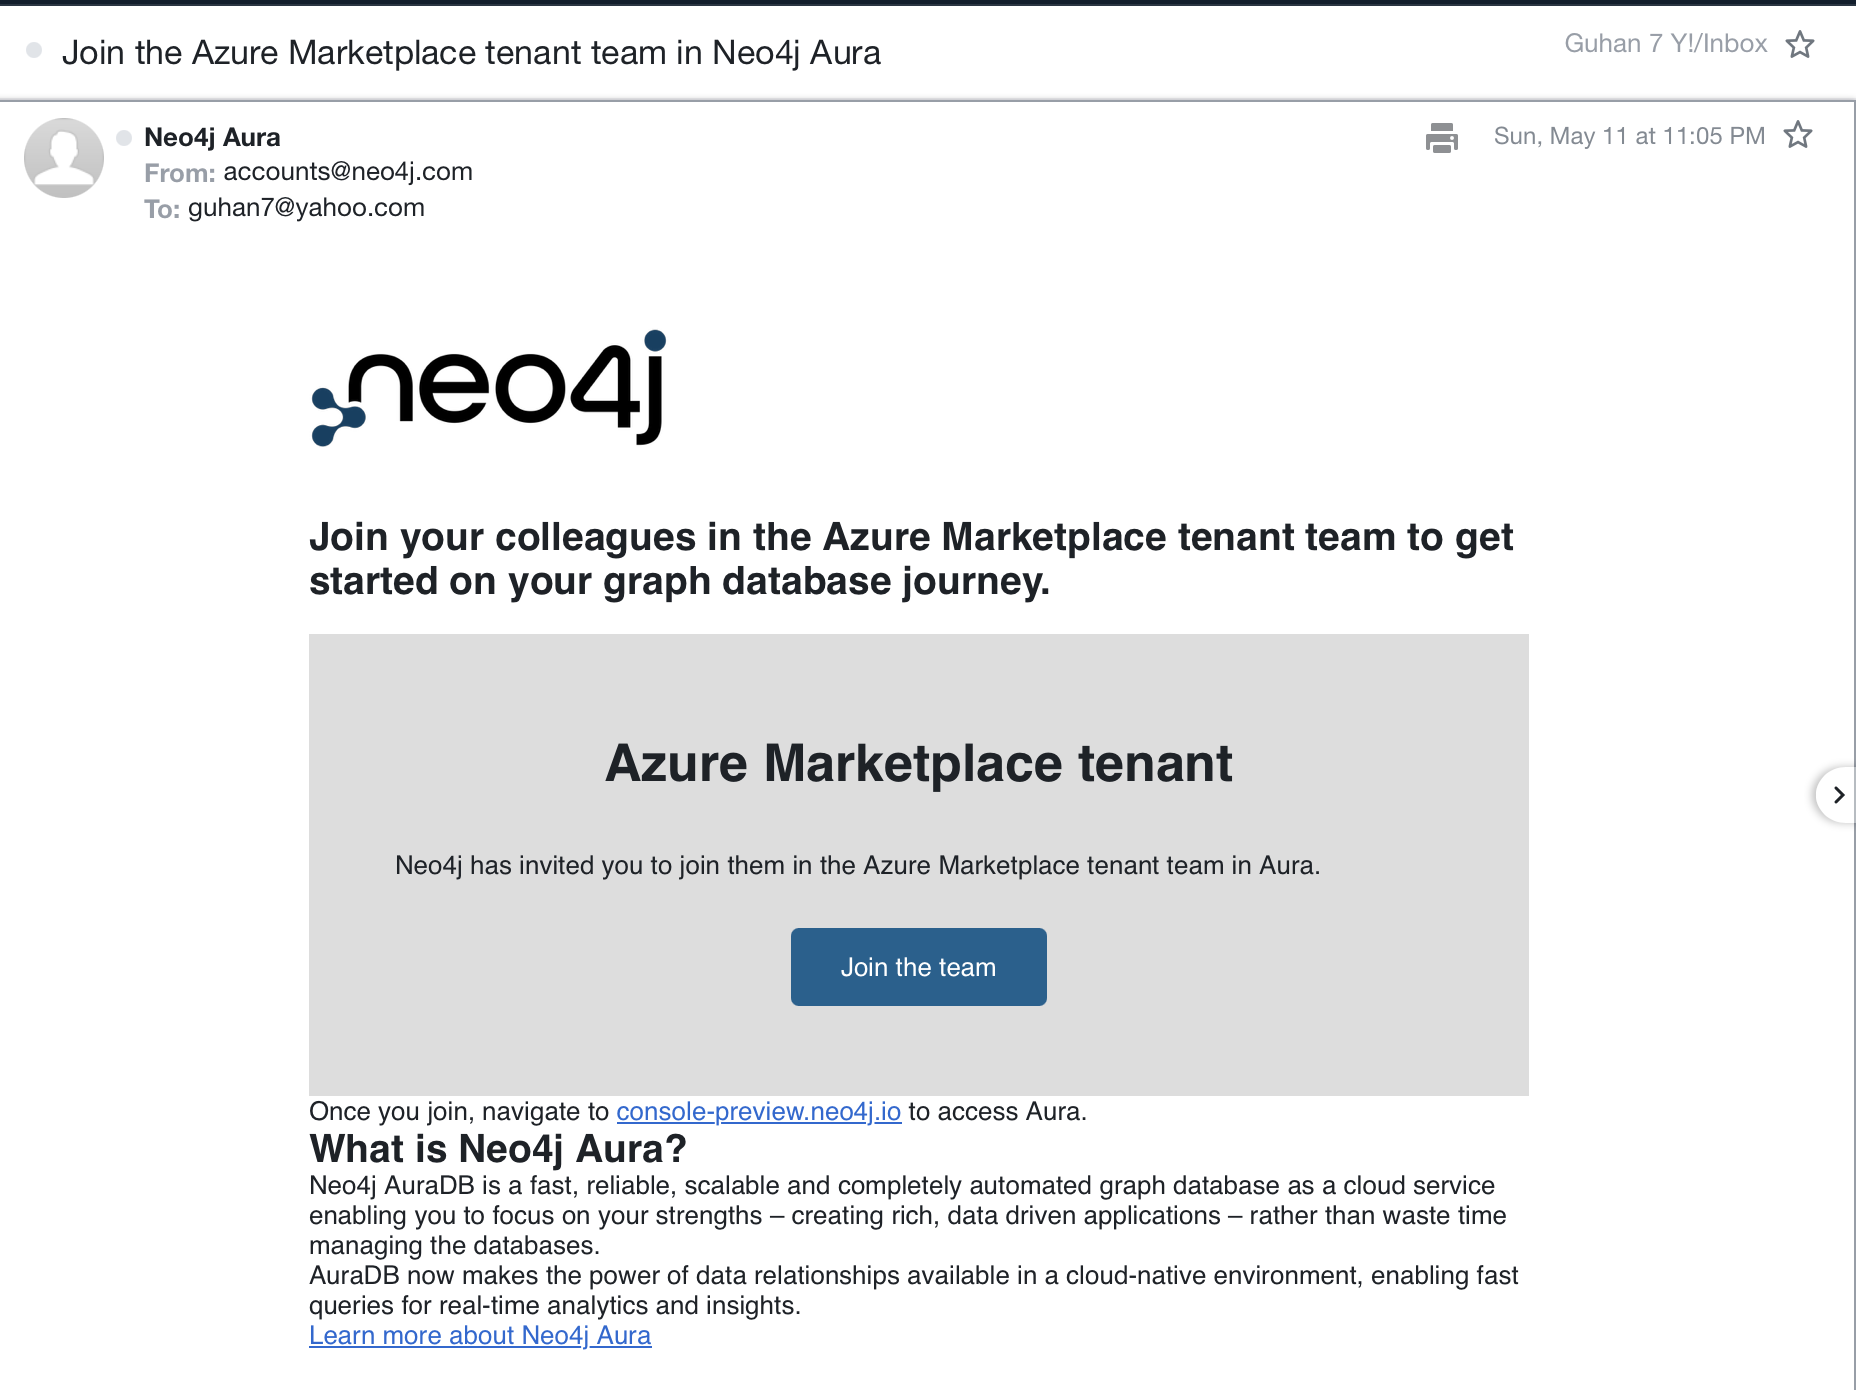 Join the Azure Marketplace tenant team in Neo4j Aura
Guhan 7 Y!/Inbox
Neo4j Aura
Sun, May 11 at 11:05 PM
From: accounts@neo4j.com
To: guhan7@yahoo.com
neo4j
Join your colleagues in the Azure Marketplace tenant team to get
started on your graph database journey.
Azure Marketplace tenant
Neo4j has invited you to join them in the Azure Marketplace tenant team in Aura.
Join the team
Once you join, navigate to console-preview.neo4j.io to access Aura.
What is Neo4j Aura?
Neo4j AuraDB is a fast, reliable, scalable and completely automated graph database as a cloud service
enabling you to focus on your strengths – creating rich, data driven applications – rather than waste time
managing the databases.
AuraDB now makes the power of data relationships available in a cloud-native environment, enabling fast
queries for real-time analytics and insights.
Learn more about Neo4j Aura